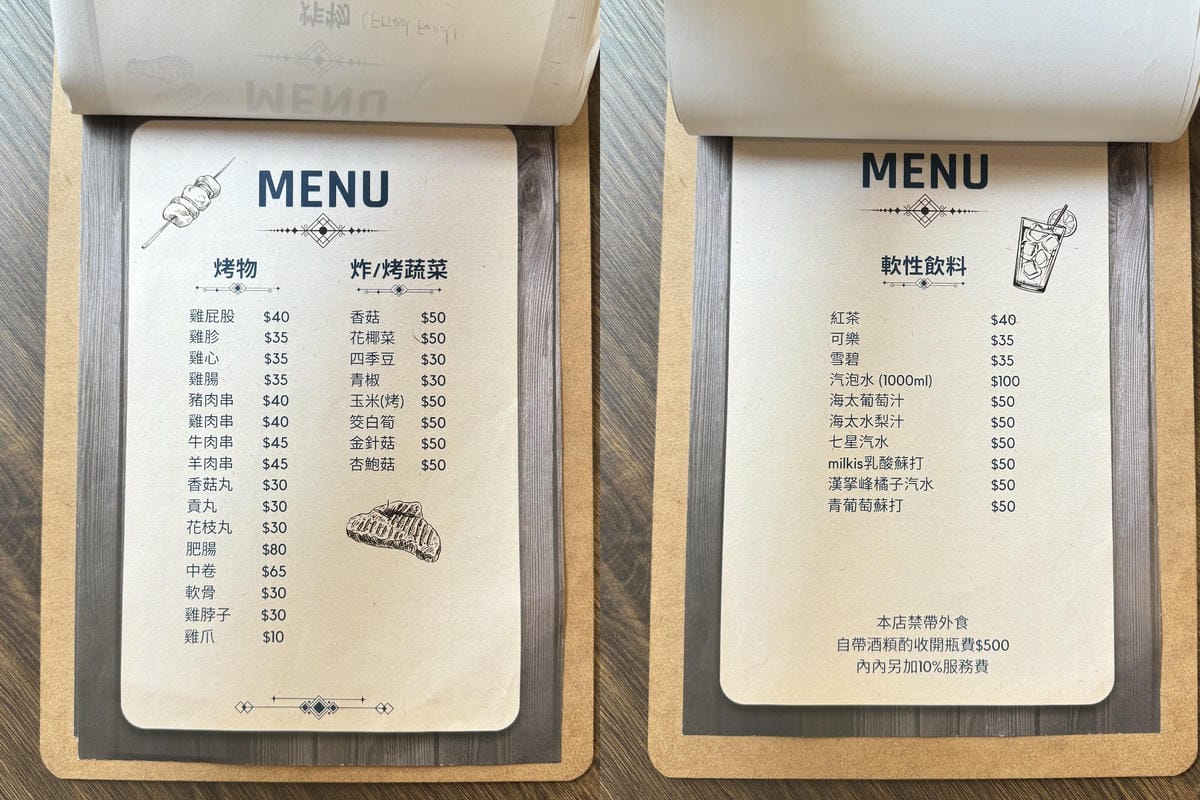 炸物 (Fried Food)
MENU
MENU
烤物
雞屁股 $40
雞胗 $35
雞心 $35
雞腸 $35
豬肉串 $40
雞肉串 $40
牛肉串 $45
羊肉串 $45
香菇丸 $30
貢丸 $30
花枝丸 $30
肥腸 $80
中卷 $65
軟骨 $30
雞脖子 $30
雞爪 $10
炸/烤蔬菜
香菇 $50
花椰菜 $50
四季豆 $30
青椒 $30
玉米(烤) $50
筊白筍 $50
金針菇 $50
杏鮑菇 $50
MENU
軟性飲料
紅茶 $40
可樂 $35
雪碧 $35
汽泡水 (1000ml) $100
海太葡萄汁 $50
海太水梨汁 $50
七星汽水 $50
milkis乳酸蘇打 $50
漢拏峰橘子汽水 $50
青葡萄蘇打 $50
本店禁帶外食
自帶酒類酌收開瓶費$500
內內另加10%服務費